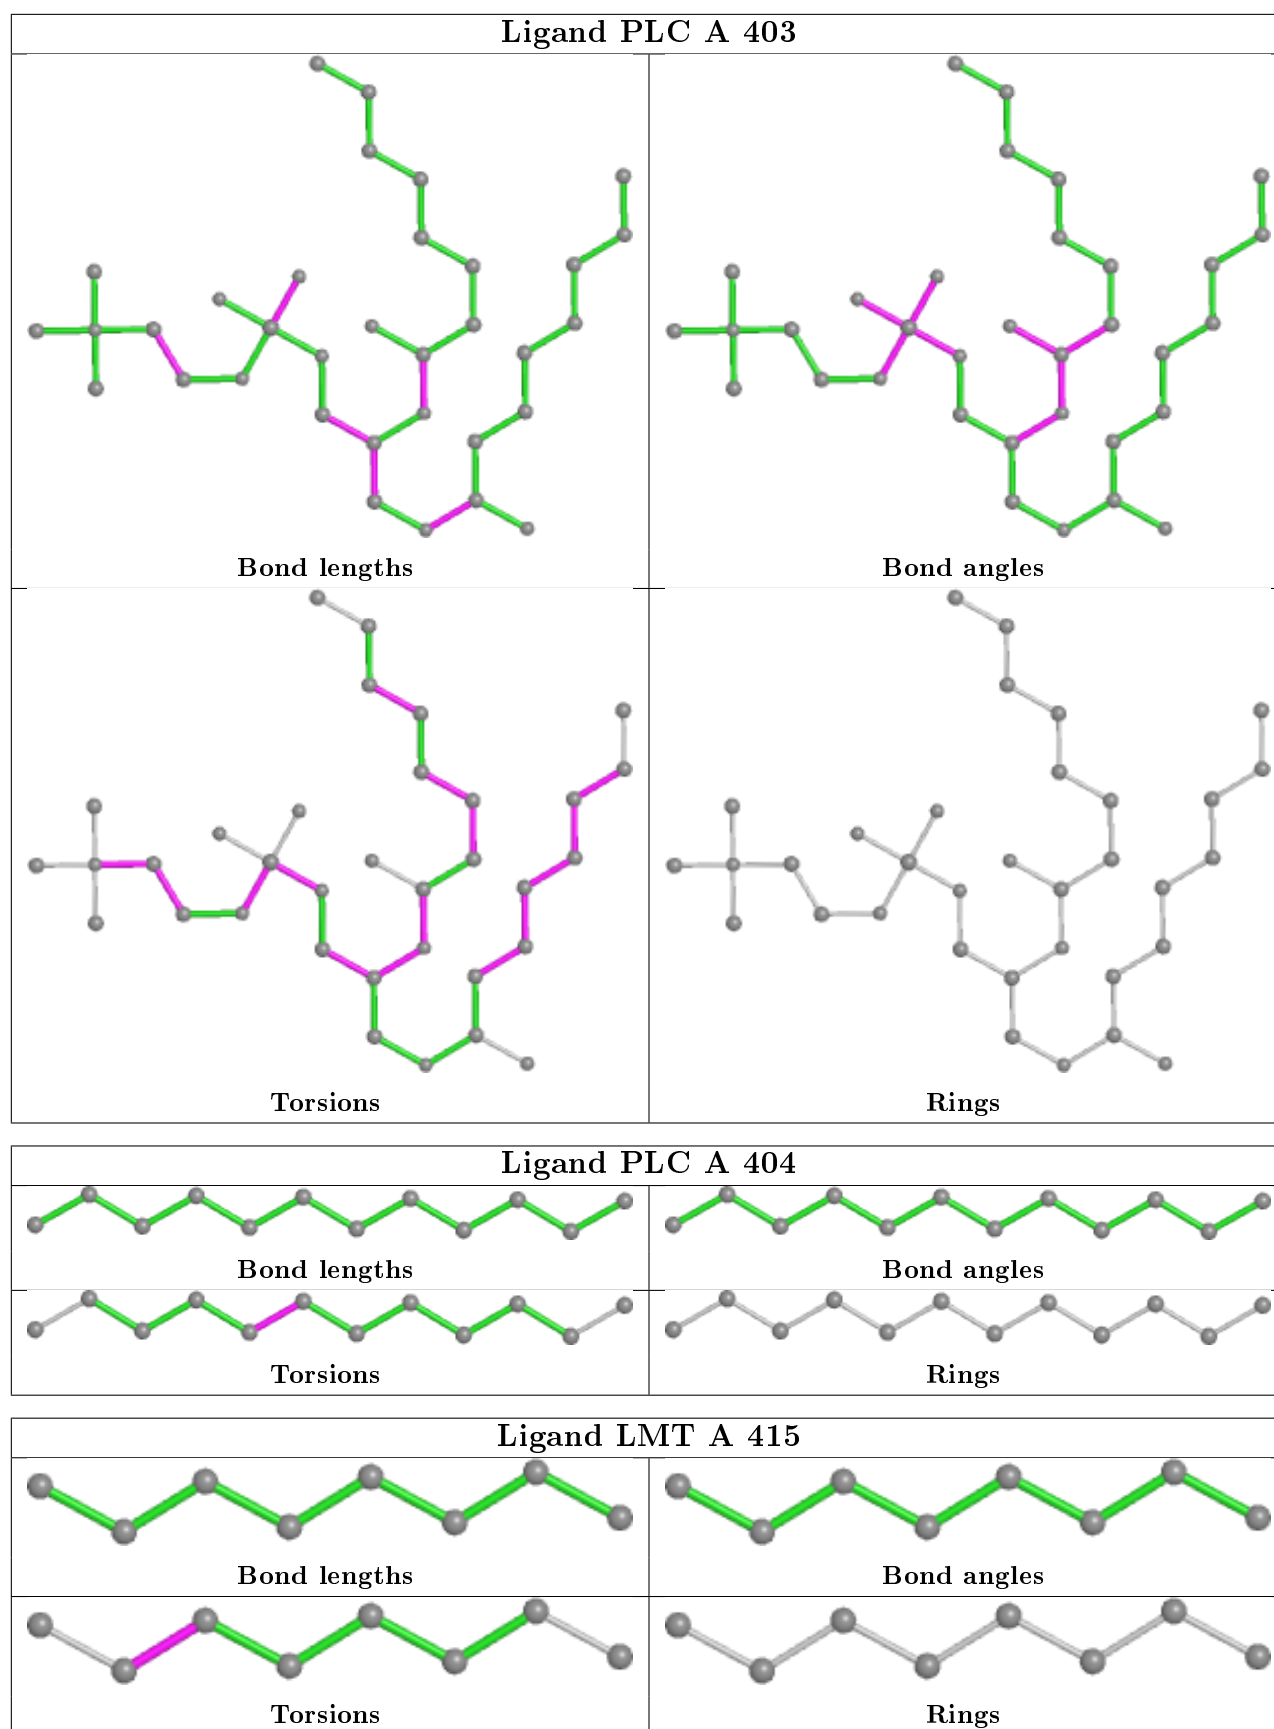 Ligand PLC A 403
Bond lengths
Bond angles
Torsions
Rings
Ligand PLC A 404
Bond lengths
Bond angles
Torsions
Rings
Ligand LMT A 415
Bond lengths
Bond angles
Torsions
Rings